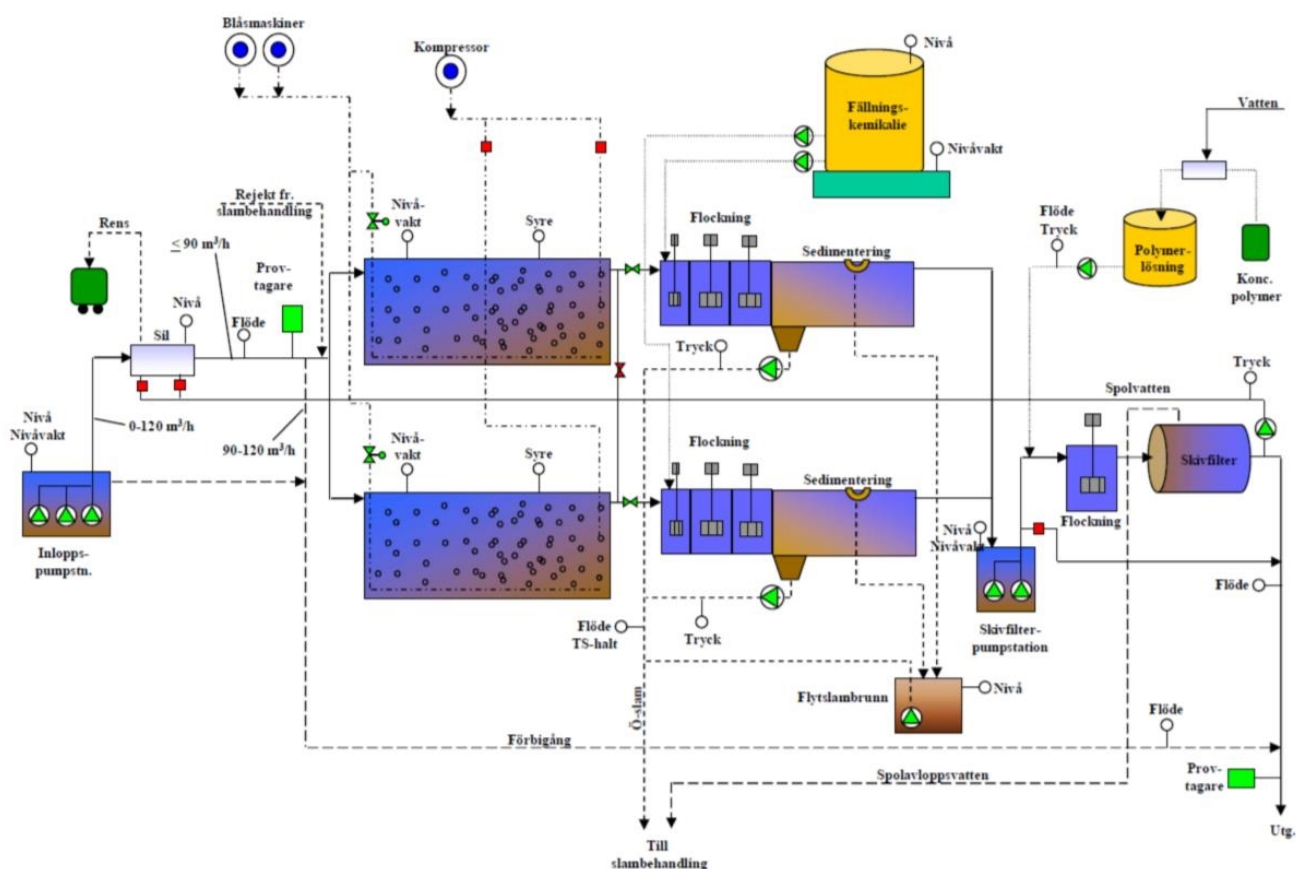 Blåsmaskiner
Kompressor
Nivå
Fällnings-
kemikalie
Nivåvakt
Vatten
Rejekt fr.
slambehandling
Rens
≤ 90 m³/h
Prov-
tagare
Nivå
Sil
Flöde
Nivå-
vakt
Syre
Flockning
Sedimentering
Flöde
Tryck
Polymer-
lösning
Konc.
polymer
Tryck
Tryck
Spolvatten
Nivå
Nivåvakt
0-120 m³/h
90-120 m³/h
Inlopps-
pumpstn.
Nivå-
vakt
Syre
Flockning
Sedimentering
Skivfilter
Flockning
Nivå
Nivåvakt
Flöde
Flöde
TS-halt
Tryck
Skivfilter-
pumpstation
Flytslambrunn
Nivå
Ö-slam
Förbigång
Flöde
Spolavloppsvatten
Prov-
tagare
Utg.
Till
slambehandling